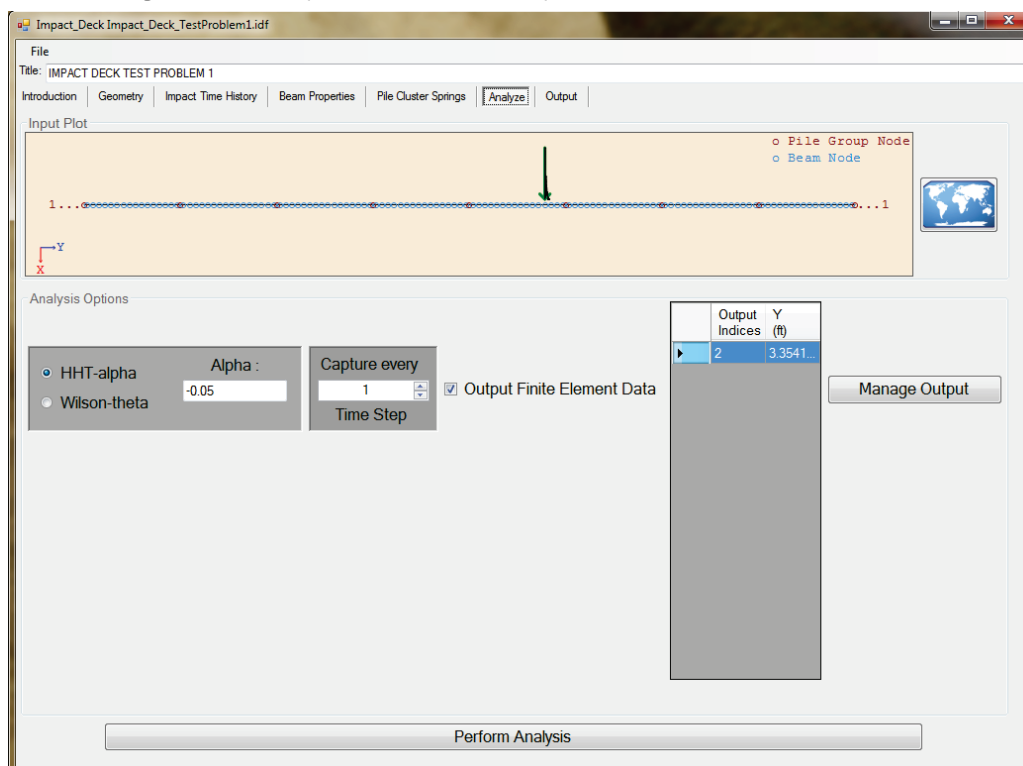 Impact_Deck Impact_Deck_TestProblem1.idf
File
Title: IMPACT DECK TEST PROBLEM 1
Introduction Geometry Impact Time History Beam Properties Pile Cluster Springs Analyze Output
Input Plot
o Pile Group Node
o Beam Node
1... ...1
Y
X
Analysis Options
Output Indices Y (ft)
2 3.3541...
HHT-alpha
Wilson-theta
Alpha :
-0.05
Capture every
1
Time Step
Output Finite Element Data
Manage Output
Perform Analysis